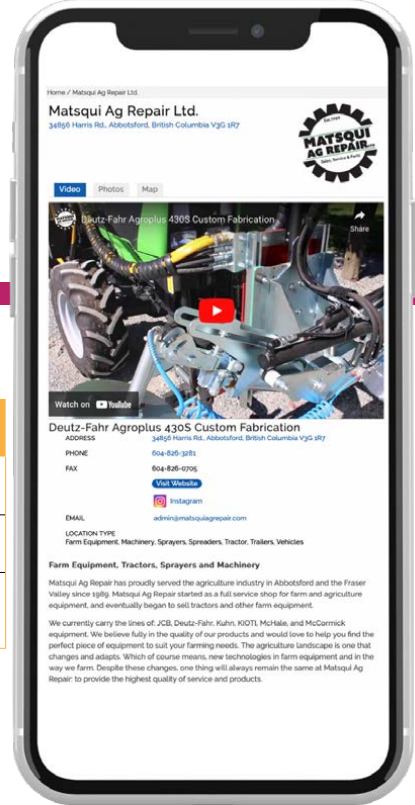 Home / Matsqui Ag Repair Ltd.
Matsqui Ag Repair Ltd.
34856 Harris Rd., Abbotsford, British Columbia V3G 1R7
MATSQUI
AG REPAIR
Sales, Service & Parts
Video Photos Map
Deutz-Fahr Agroplus 430S Custom Fabrication
Share
Watch on YouTube
Deutz-Fahr Agroplus 430S Custom Fabrication
ADDRESS 34856 Harris Rd., Abbotsford, British Columbia V3G 1R7
PHONE 604-826-3281
FAX 604-826-0705
Visit Website
Instagram
EMAIL admin@matsquiagrepair.com
LOCATION TYPE
Farm Equipment, Machinery, Sprayers, Spreaders, Tractor, Trailers, Vehicles
Farm Equipment, Tractors, Sprayers and Machinery
Matsqui Ag Repair has proudly served the agriculture industry in Abbotsford and the Fraser
Valley since 1989. Matsqui Ag Repair started as a full service shop for farm and agriculture
equipment, and eventually began to sell tractors and other farm equipment.
We currently carry the lines of: JCB, Deutz-Fahr, Kuhn, KIOTI, McHale, and McCormick
equipment. We believe fully in the quality of our products and would love to help you find the
perfect piece of equipment to suit your farming needs. The agriculture landscape is one that
changes and adapts. Which of course means, new technologies in farm equipment and in the
way we farm. Despite these changes, one thing will always remain the same at Matsqui Ag
Repair: to provide the highest quality of service and products.